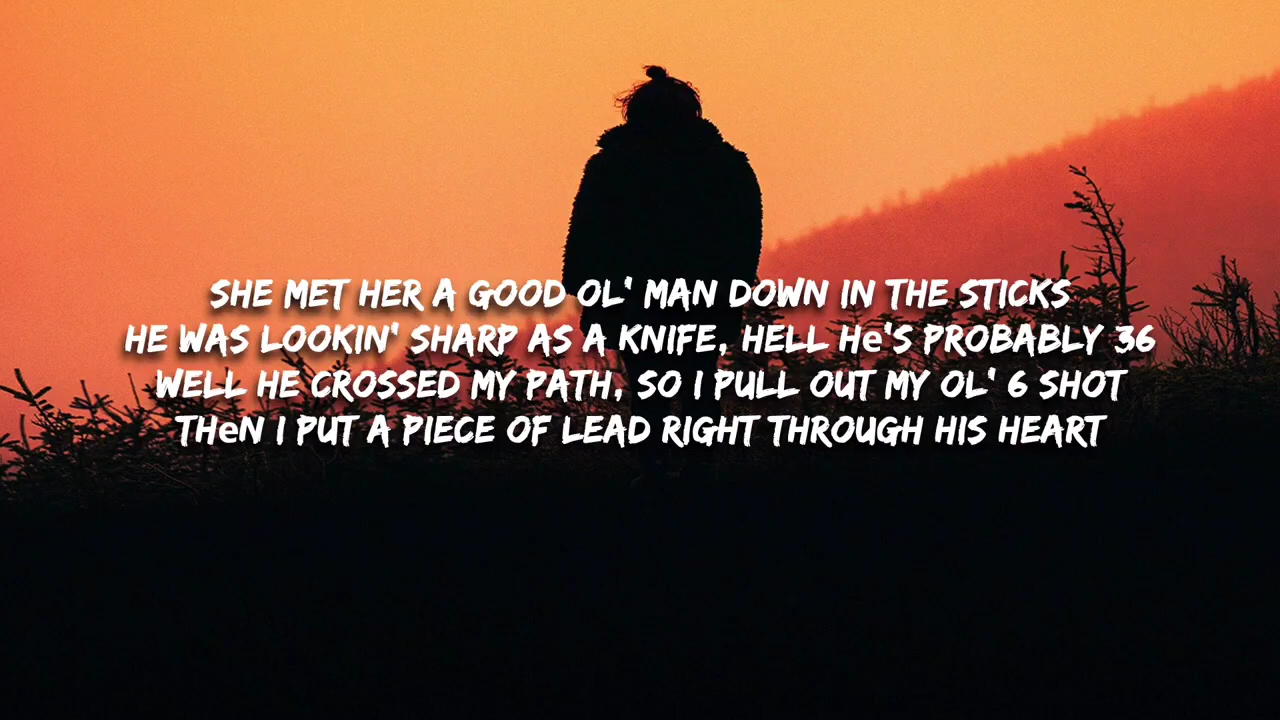 SHE MET HER A GOOD OL' MAN DOWN IN THE STICKS
HE WAS LOOKIN' SHARP AS A KNIFE, HELL He'S PROBABLY 36
WELL HE CROSSED MY PATH, SO I PULL OUT MY OL' 6 SHOT
THeN I PUT A PIECE OF LEAD RIGHT THROUGH HIS HEART